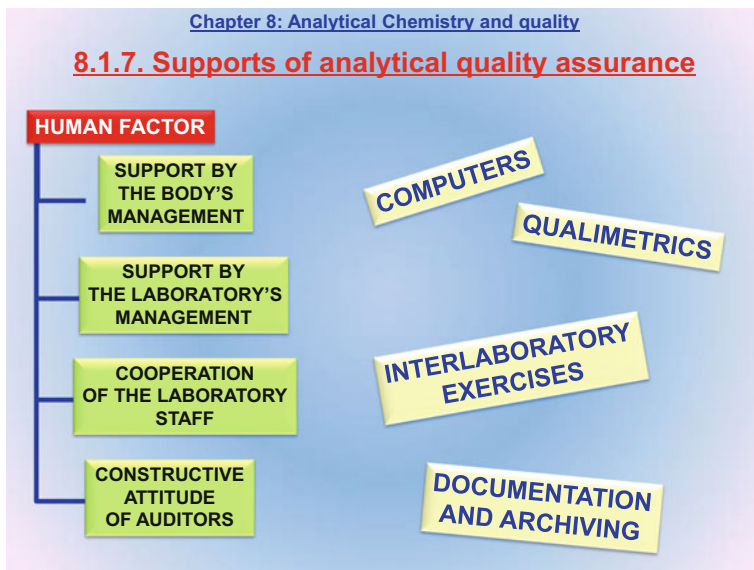 Chapter 8: Analytical Chemistry and quality
8.1.7. Supports of analytical quality assurance
HUMAN FACTOR
SUPPORT BY
THE BODY'S
MANAGEMENT
SUPPORT BY
THE LABORATORY'S
MANAGEMENT
COOPERATION
OF THE LABORATORY
STAFF
CONSTRUCTIVE
ATTITUDE
OF AUDITORS
COMPUTERS
QUALIMETRICS
INTERLABORATORY
EXERCISES
DOCUMENTATION
AND ARCHIVING